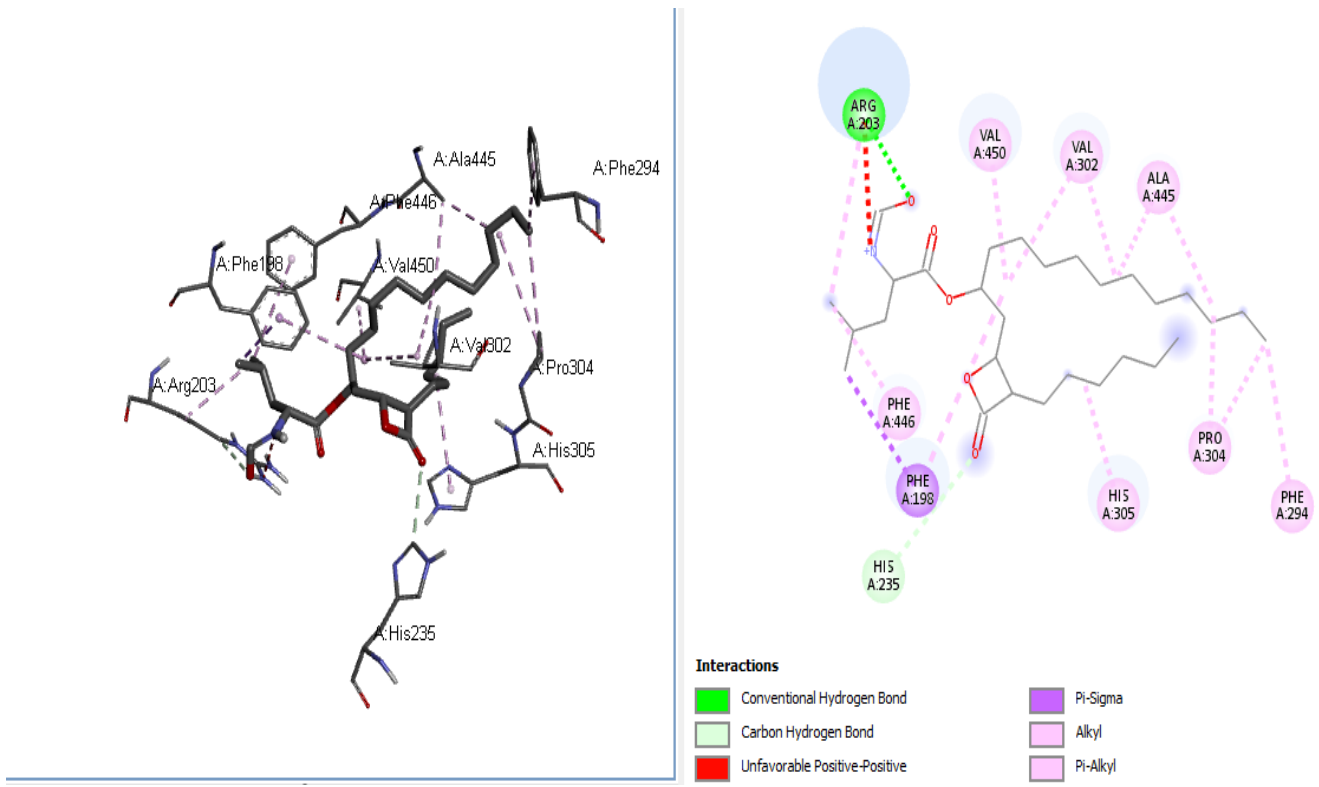 A:Ala445
A:Phe294
A:Phe446
A:Phe198
A:Val450
A:Val302
A:Pro304
A:Arg203
A:His305
A:His235
ARG
A:203
VAL
A:450
VAL
A:302
ALA
A:445
O
O
+N
O
O
O
PHE
A:446
PHE
A:198
PRO
A:304
HIS
A:305
PHE
A:294
HIS
A:235
Interactions
Conventional Hydrogen Bond
Carbon Hydrogen Bond
Unfavorable Positive-Positive
Pi-Sigma
Alkyl
Pi-Alkyl